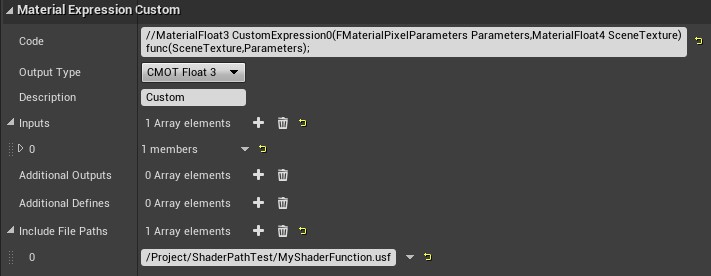 Material Expression Custom
Code
//MaterialFloat3 CustomExpression0(FMaterialPixelParameters Parameters,MaterialFloat4 SceneTexture)
func(SceneTexture,Parameters);
Output Type
CMOT Float 3
Description
Custom
Inputs
1 Array elements
0
1 members
Additional Outputs
0 Array elements
Additional Defines
0 Array elements
Include File Paths
1 Array elements
0
/Project/ShaderPathTest/MyShaderFunction.usf